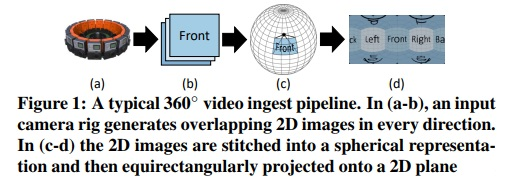 Front
Front
ck Left Front Right Ba
(a) (b) (c) (d)
Figure 1: A typical 360° video ingest pipeline. In (a-b), an input
camera rig generates overlapping 2D images in every direction.
In (c-d) the 2D images are stitched into a spherical representa-
tion and then equirectangularly projected onto a 2D plane